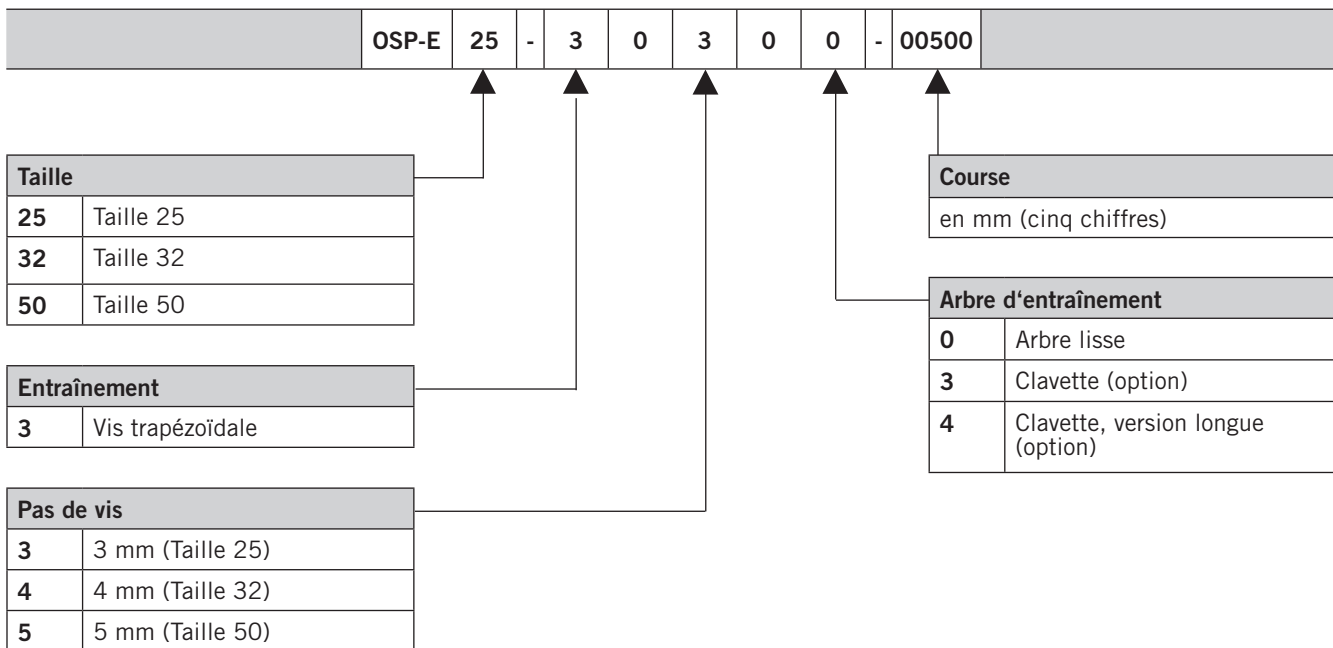 OSP-E 25 - 3 0 3 0 0 - 00500
Taille
25 Taille 25
32 Taille 32
50 Taille 50
Entraînement
3 Vis trapézoïdale
Pas de vis
3 3 mm (Taille 25)
4 4 mm (Taille 32)
5 5 mm (Taille 50)
Course
en mm (cinq chiffres)
Arbre d‘entraînement
0 Arbre lisse
3 Clavette (option)
4 Clavette, version longue
(option)